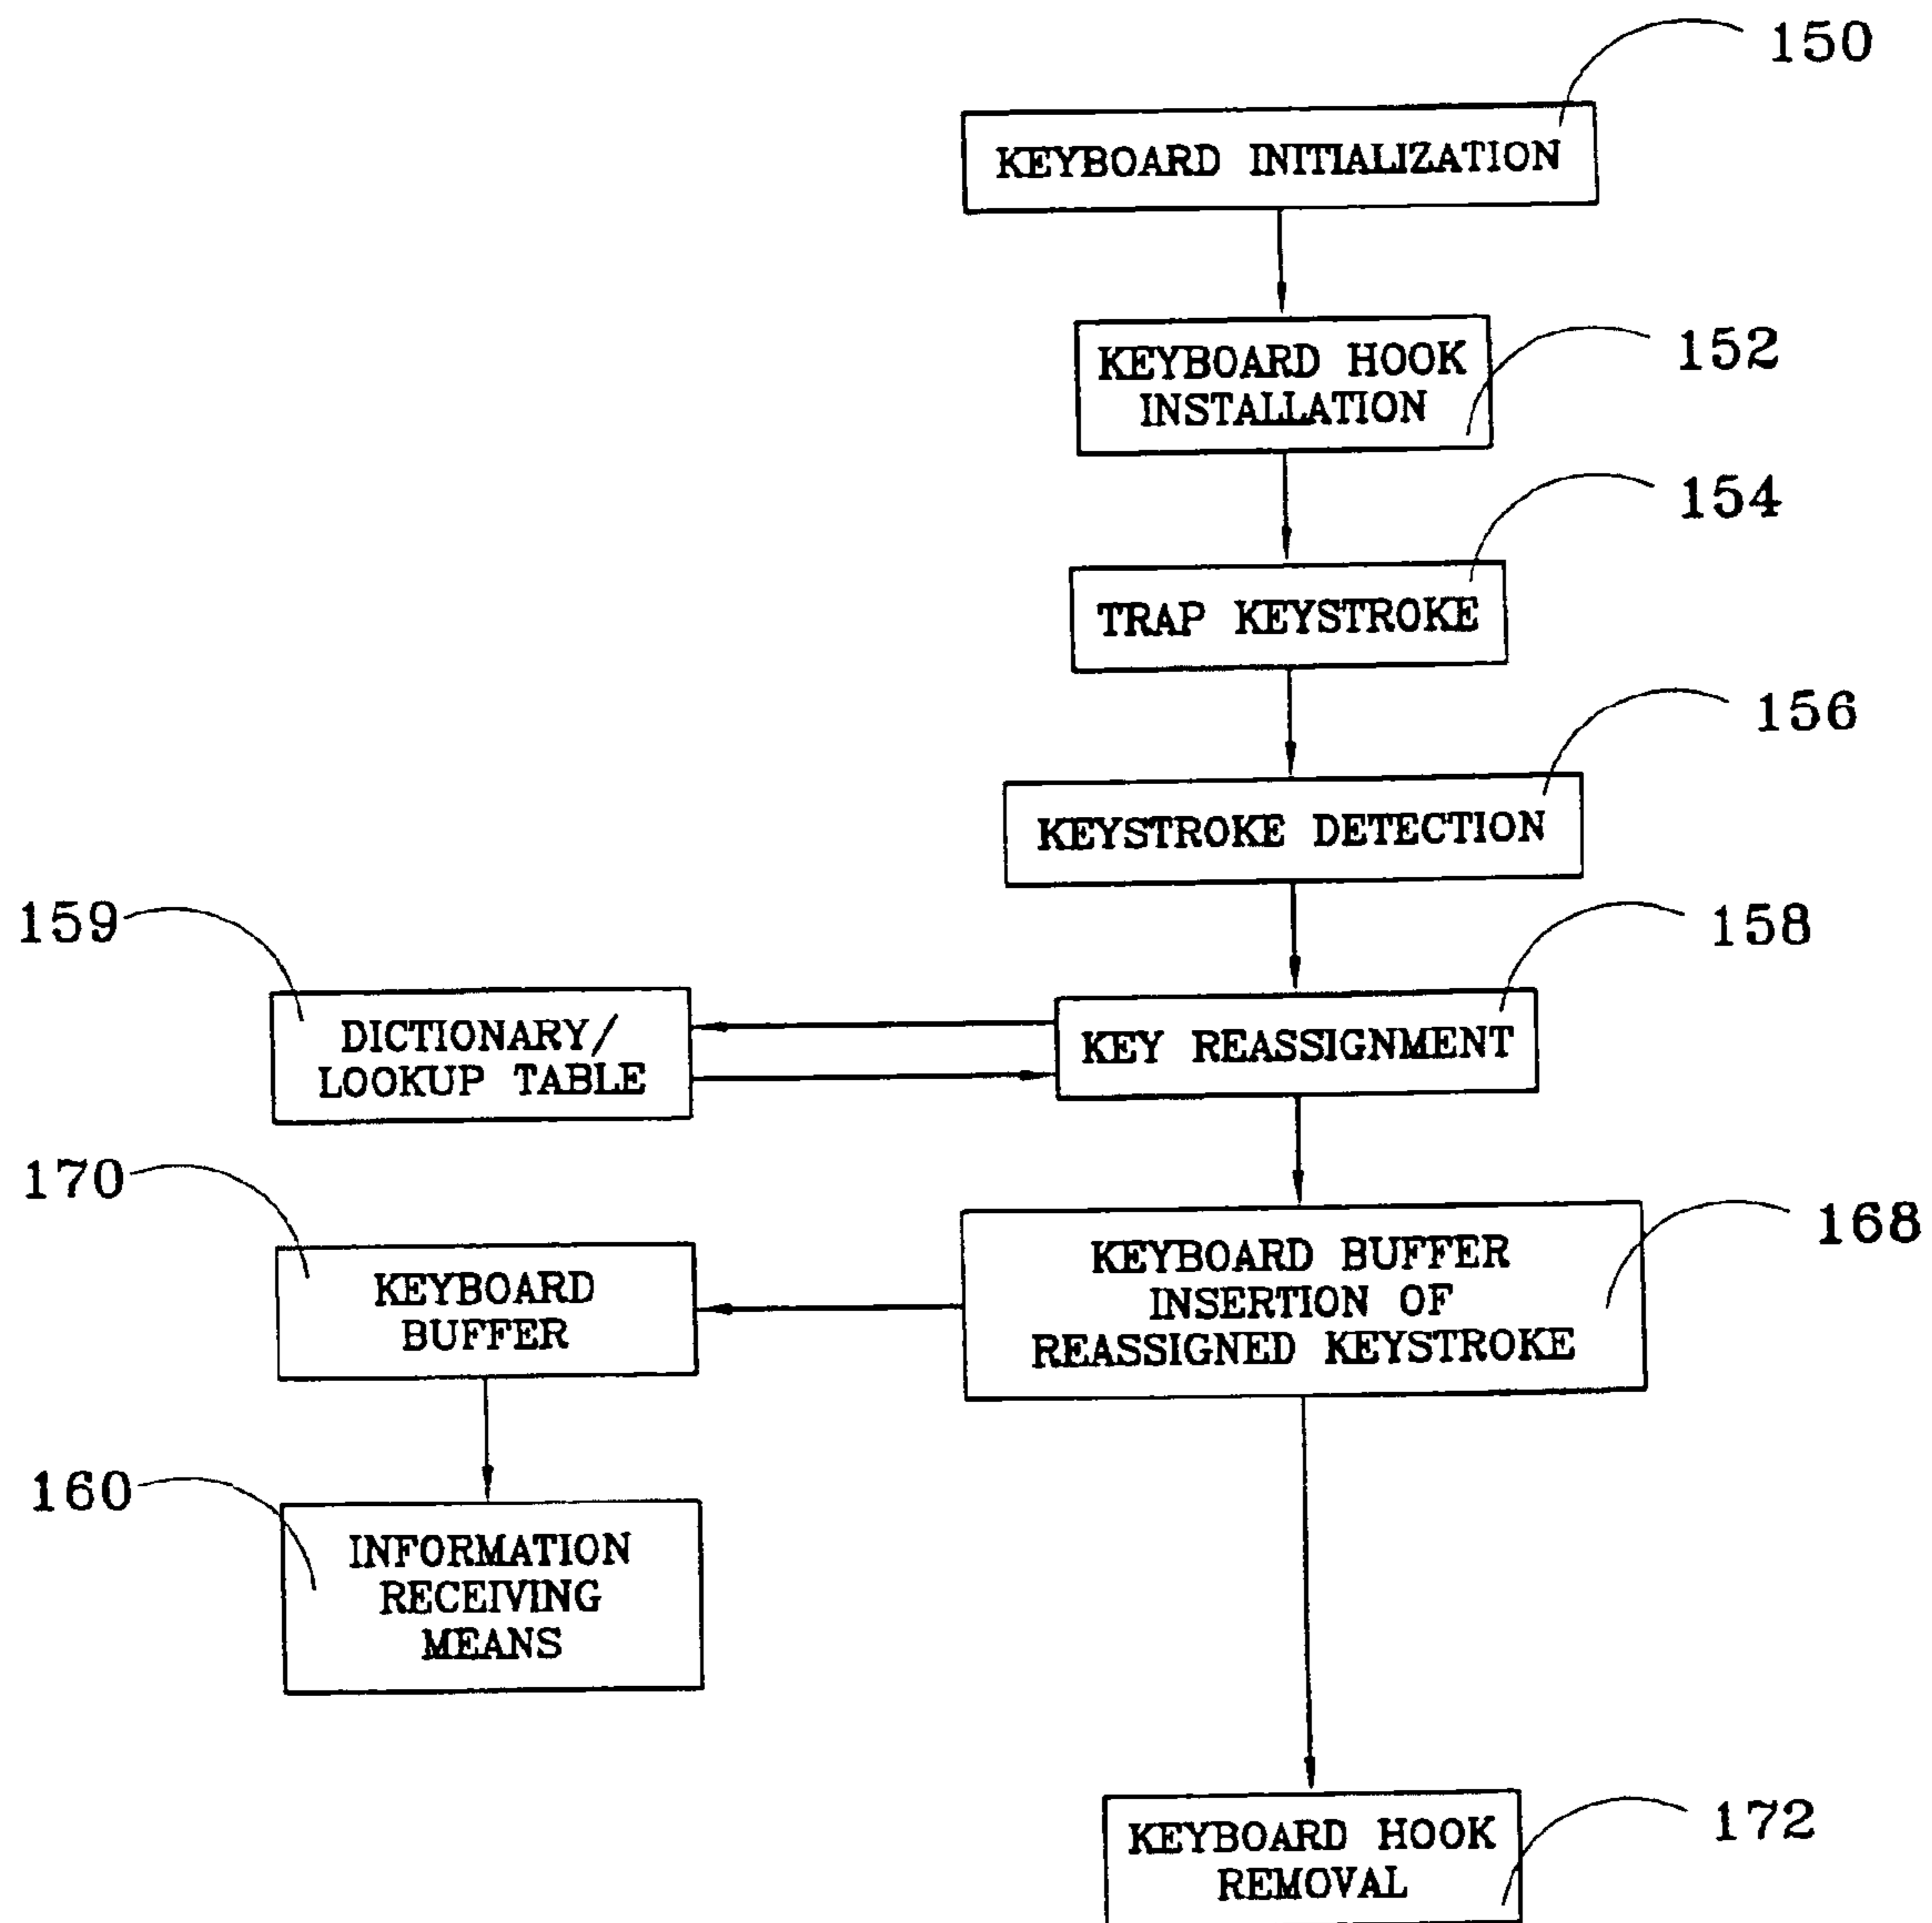 150
KEYBOARD INITIALIZATION
KEYBOARD HOOK
INSTALLATION
152
154
TRAP KEYSTROKE
156
KEYSTROKE DETECTION
159
158
DICTIONARY/
LOOKUP TABLE
KEY REASSIGNMENT
170
168
KEYBOARD
BUFFER
KEYBOARD BUFFER
INSERTION OF
REASSIGNED KEYSTROKE
160
INFORMATION
RECEIVING
MEANS
172
KEYBOARD HOOK
REMOVAL